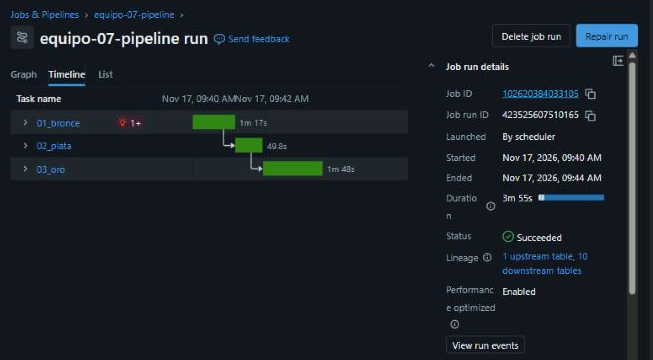 Jobs & Pipelines › equipo-07-pipeline ›
equipo-07-pipeline run Send feedback
Delete job run Repair run
Graph Timeline List
Task name Nov 17, 09:40 AM Nov 17, 09:42 AM
01_bronce 1+ 1m 17s
02_plata 49.8s
03_oro 1m 48s
Job run details
Job ID 102620384033105
Job run ID 423525607510165
Launched By scheduler
Started Nov 17, 2026, 09:40 AM
Ended Nov 17, 2026, 09:44 AM
Duratio 3m 55s
n
Status Succeeded
Lineage 1 upstream table, 10
downstream tables
Performanc Enabled
e optimized
View run events